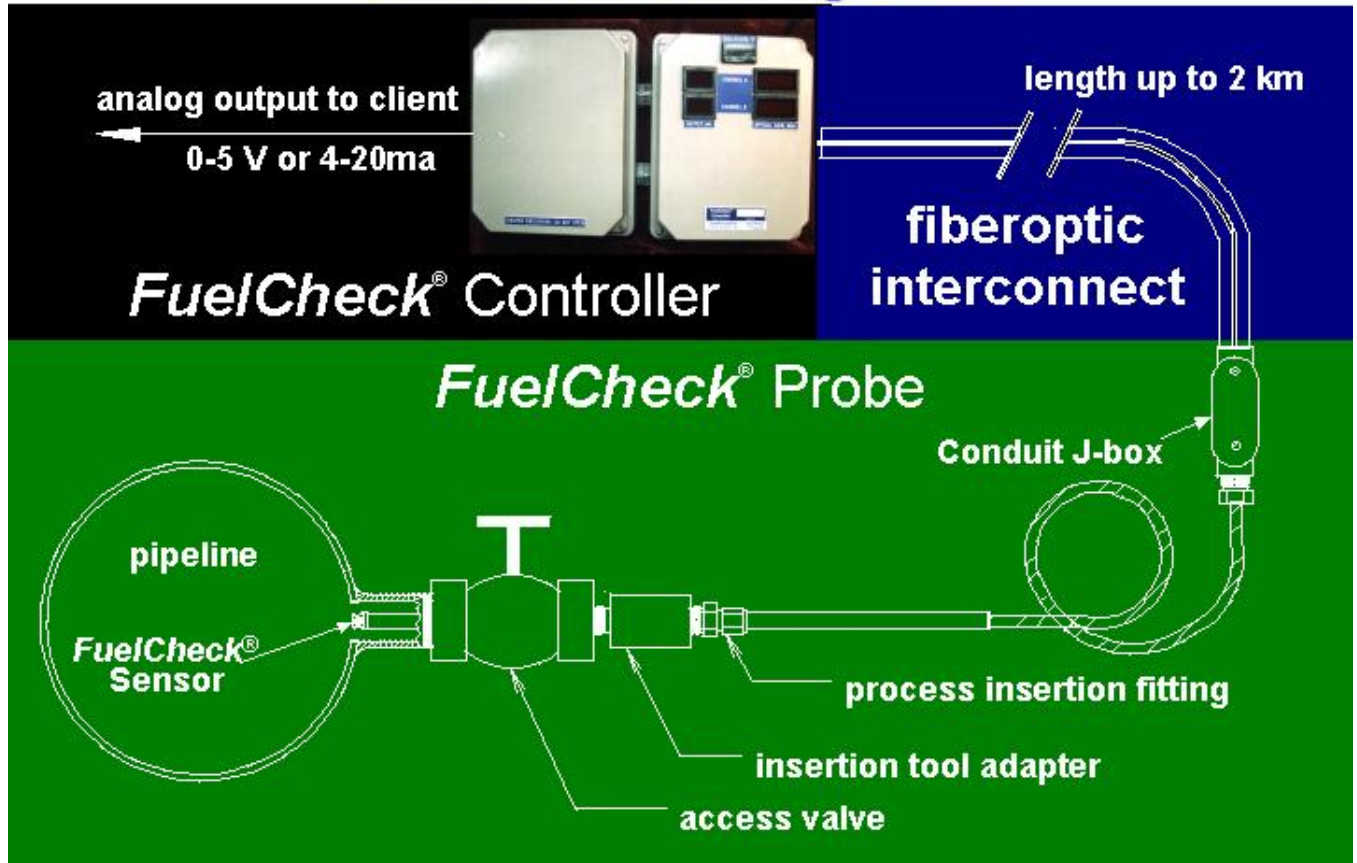 analog output to client
0-5 V or 4-20ma
length up to 2 km
fiberoptic
interconnect
FuelCheck® Controller
FuelCheck® Probe
Conduit J-box
pipeline
FuelCheck®
Sensor
process insertion fitting
insertion tool adapter
access valve